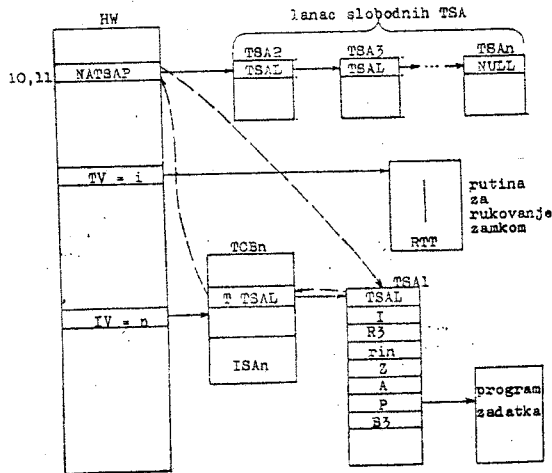 HW
lanac slobodnih TSA
TSA2
TSA3
TSAn
10,11
NATSAP
TSAL
TSAL
...
NULL
TV = i
rutina
za
rukovanje
zamkom
RTT
TCBn
TSA1
T TSAL
TSAL
IV = n
I
R3
rin
Z
ISAn
A
P
B3
program
zadatka